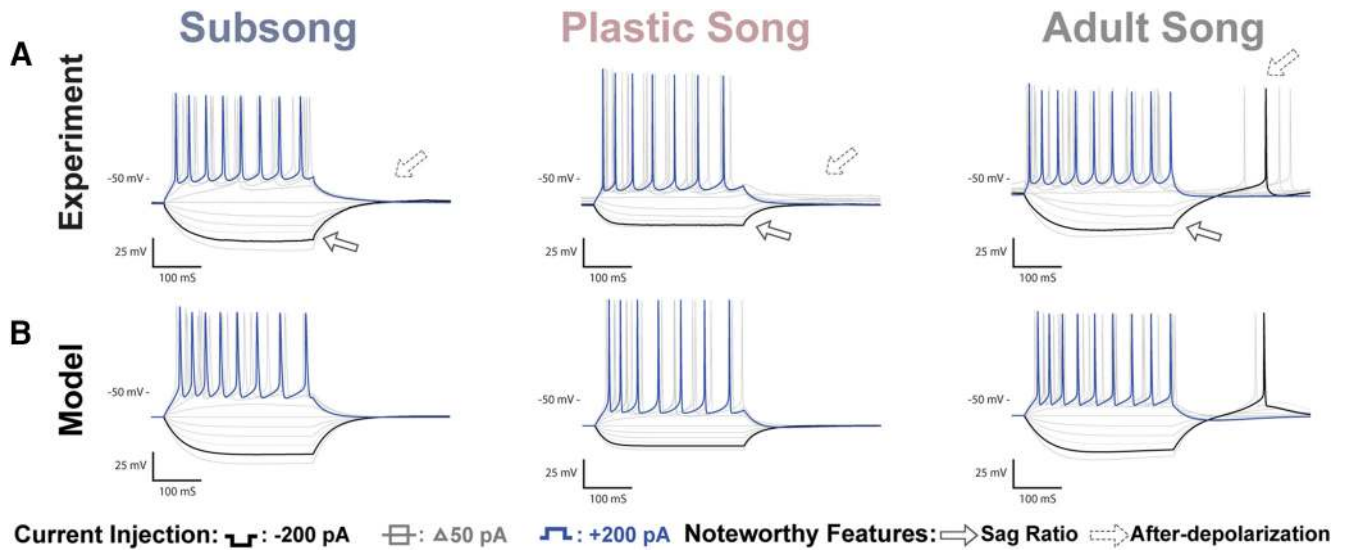 Subsong Plastic Song Adult Song
A
Experiment
-50 mV - -50 mV - -50 mV -
25 mV 25 mV 25 mV
100 mS 100 mS 100 mS
B
Model
-50 mV - -50 mV - -50 mV -
25 mV 25 mV 25 mV
100 mS 100 mS 100 mS
Current Injection: : -200 pA : Δ50 pA : +200 pA Noteworthy Features: Sag Ratio After-depolarization